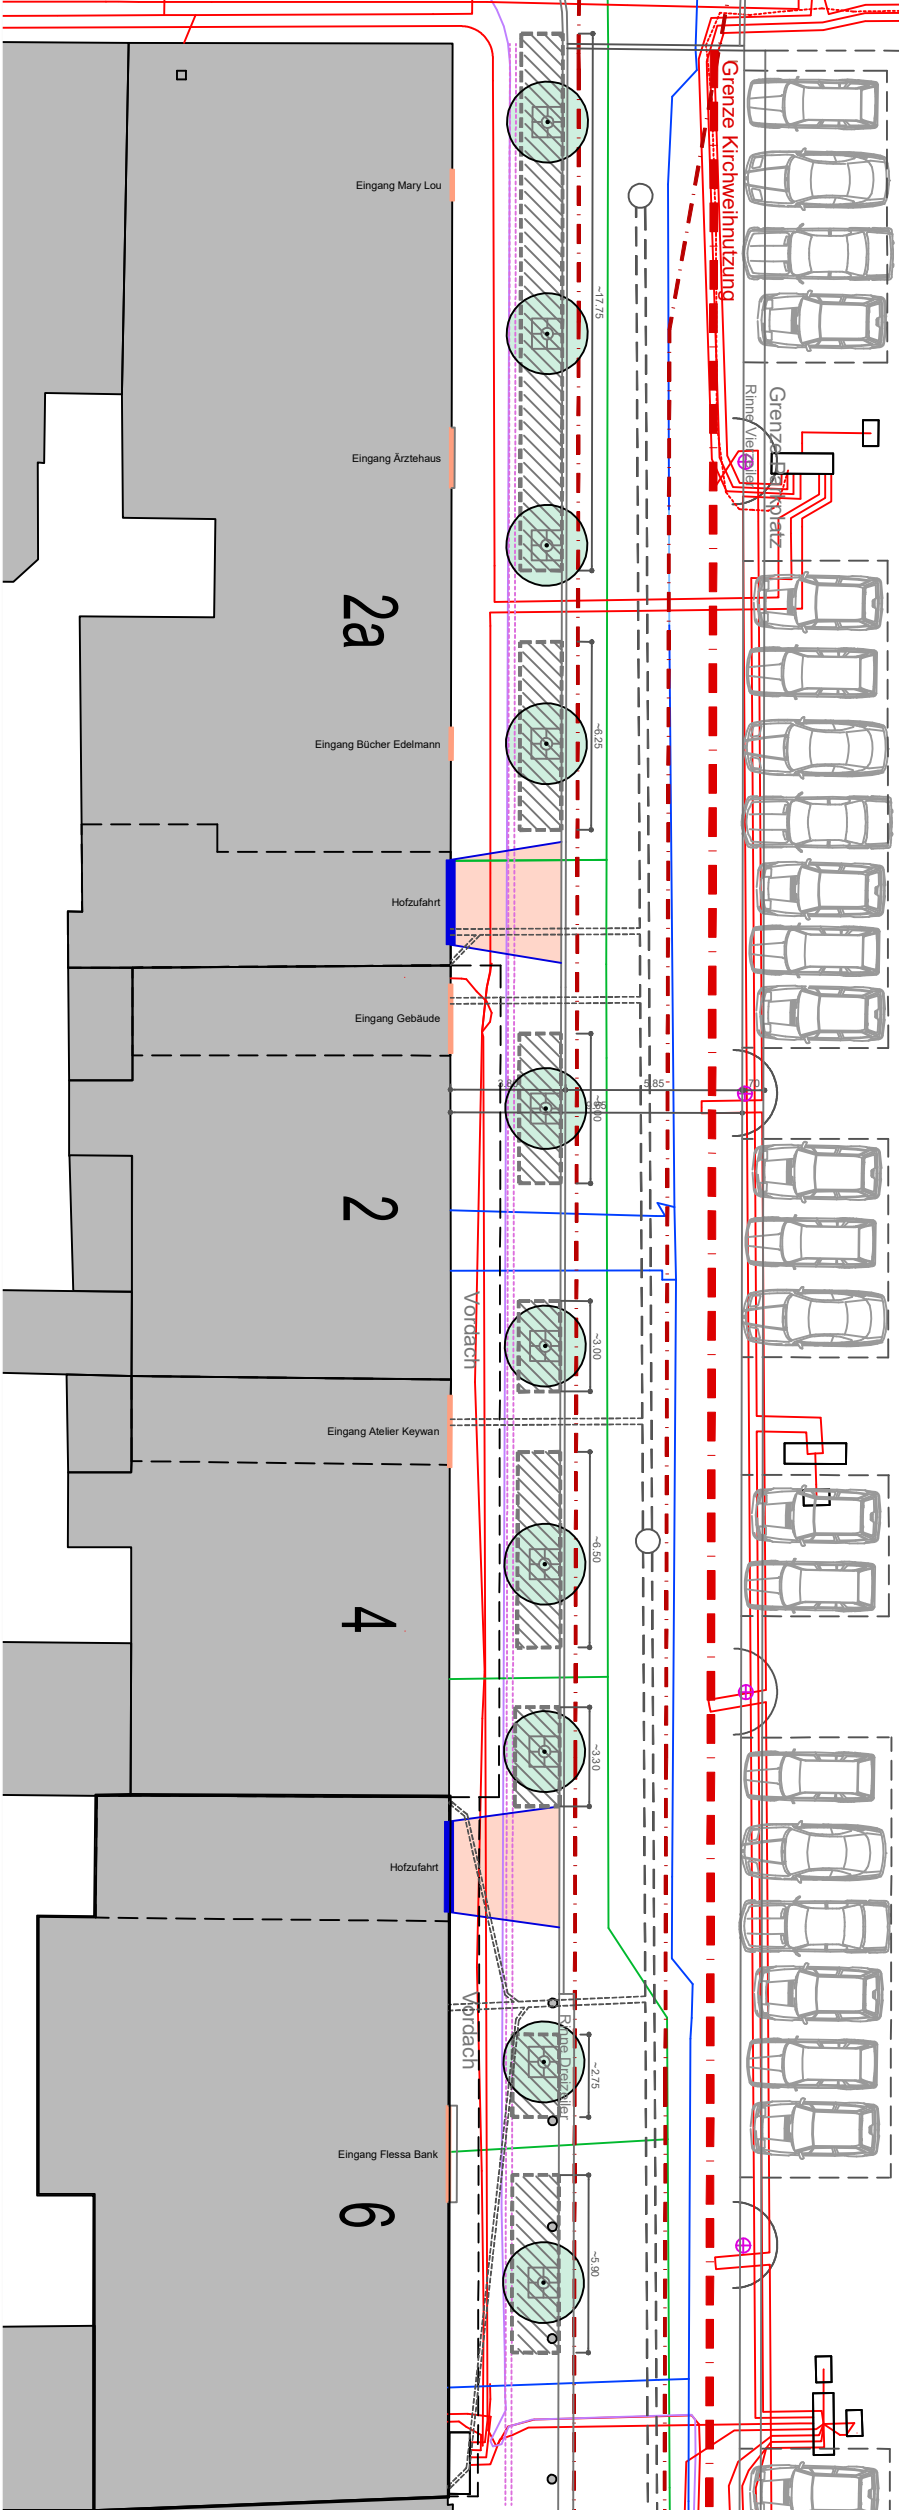 Grenze Kirchweihnutzung
Eingang Mary Lou
~17.75
Grenze Parkplatz
Rinne Vierzeiler
Eingang Ärztehaus
2a
~6.25
Eingang Bücher Edelmann
Hofzufahrt
Eingang Gebäude
5.85
70
2
Vordach
~3.00
Eingang Atelier Keywan
~6.50
4
~3.30
Hofzufahrt
Vordach
Rinne Dreizeiler
~2.75
Eingang Flessa Bank
6
~5.90